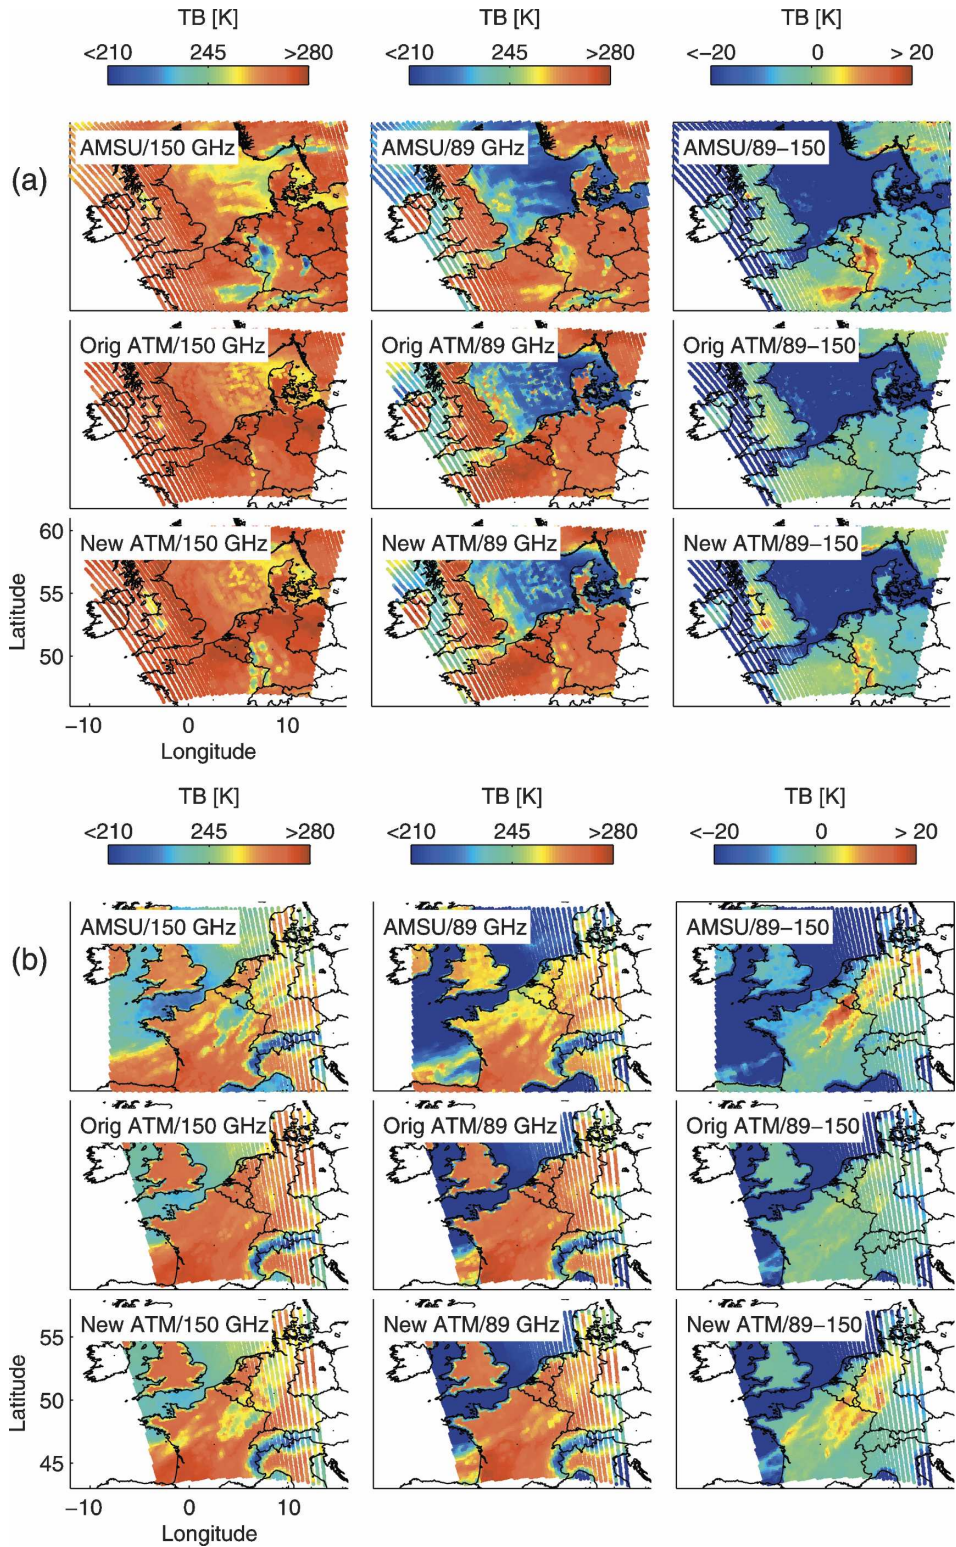 TB [K] TB [K] TB [K]
<210 245 >280 <210 245 >280 <−20 0 > 20
(a)
AMSU/150 GHz AMSU/89 GHz AMSU/89−150
Orig ATM/150 GHz Orig ATM/89 GHz Orig ATM/89−150
60
New ATM/150 GHz New ATM/89 GHz New ATM/89−150
55
50
Latitude
−10 0 10
Longitude
TB [K] TB [K] TB [K]
<210 245 >280 <210 245 >280 <−20 0 > 20
(b)
AMSU/150 GHz AMSU/89 GHz AMSU/89−150
Orig ATM/150 GHz Orig ATM/89 GHz Orig ATM/89−150
New ATM/150 GHz New ATM/89 GHz New ATM/89−150
55
50
45
Latitude
−10 0 10
Longitude